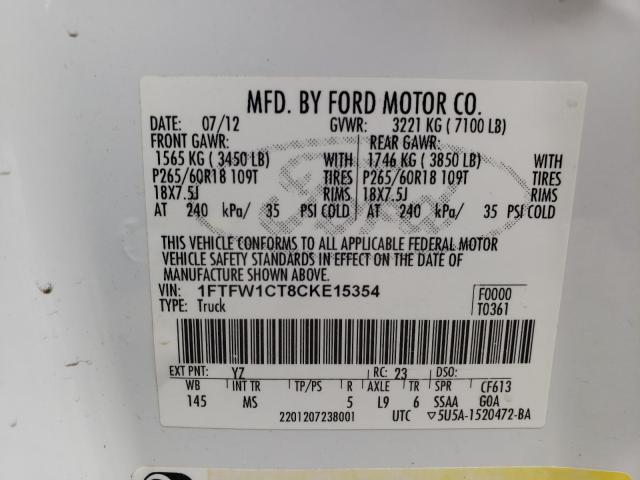 MFD. BY FORD MOTOR CO.
DATE: 07/12 GVWR: 3221 KG ( 7100 LB)
FRONT GAWR: REAR GAWR:
1565 KG ( 3450 LB) WITH 1746 KG ( 3850 LB) WITH
P265/60R18 109T TIRES P265/60R18 109T TIRES
18X7.5J RIMS 18X7.5J RIMS
AT 240 kPa/ 35 PSI COLD AT 240 kPa/ 35 PSI COLD
THIS VEHICLE CONFORMS TO ALL APPLICABLE FEDERAL MOTOR
VEHICLE SAFETY STANDARDS IN EFFECT ON THE DATE OF
MANUFACTURE SHOWN ABOVE.
VIN: 1FTFW1CT8CKE15354 F0000
TYPE: Truck T0361
EXT PNT: YZ RC: 23 DSO:
WB INT TR TP/PS R AXLE TR SPR CF613
145 MS 5 L9 6 SSAA G0A
2201207238001 UTC ▽5U5A-1520472-BA
Ford